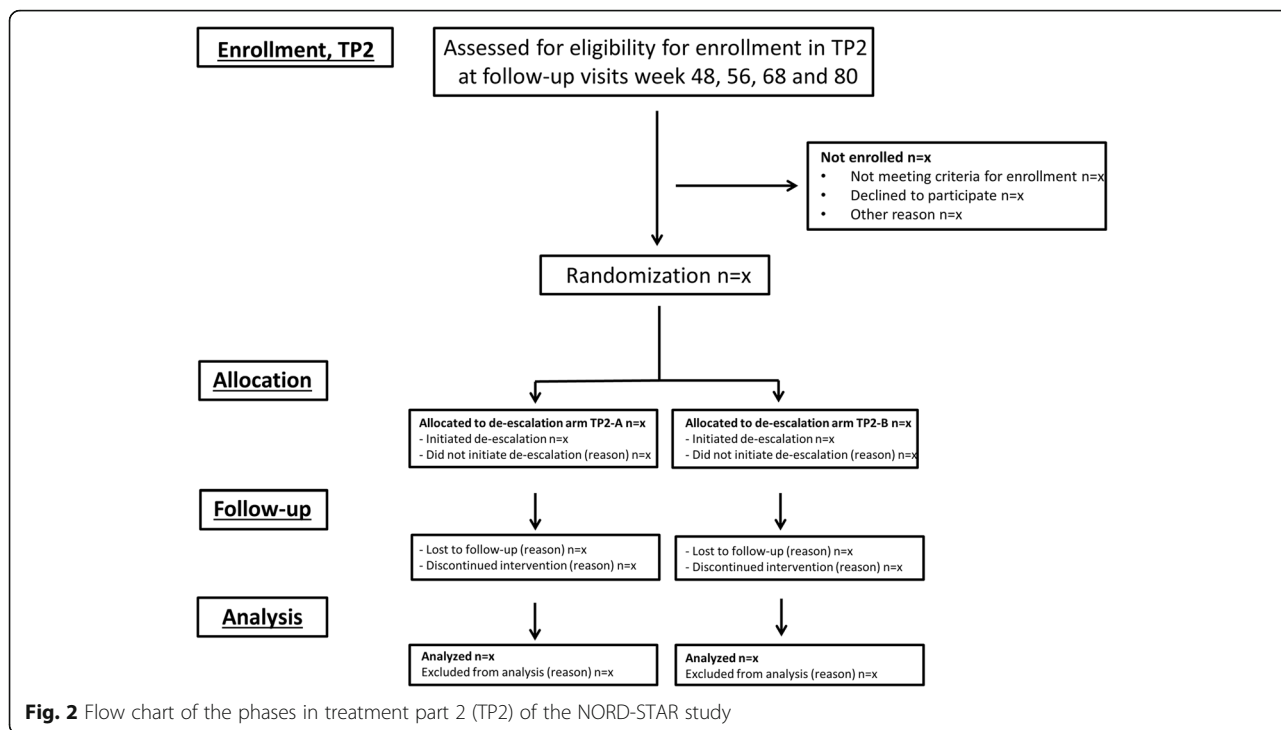 Enrollment, TP2
Assessed for eligibility for enrollment in TP2
at follow-up visits week 48, 56, 68 and 80
Not enrolled n=x
• Not meeting criteria for enrollment n=x
• Declined to participate n=x
• Other reason n=x
Randomization n=x
Allocation
Allocated to de-escalation arm TP2-A n=x
- Initiated de-escalation n=x
- Did not initiate de-escalation (reason) n=x
Allocated to de-escalation arm TP2-B n=x
- Initiated de-escalation n=x
- Did not initiate de-escalation (reason) n=x
Follow-up
- Lost to follow-up (reason) n=x
- Discontinued intervention (reason) n=x
- Lost to follow-up (reason) n=x
- Discontinued intervention (reason) n=x
Analysis
Analyzed n=x
Excluded from analysis (reason) n=x
Analyzed n=x
Excluded from analysis (reason) n=x
Fig. 2 Flow chart of the phases in treatment part 2 (TP2) of the NORD-STAR study